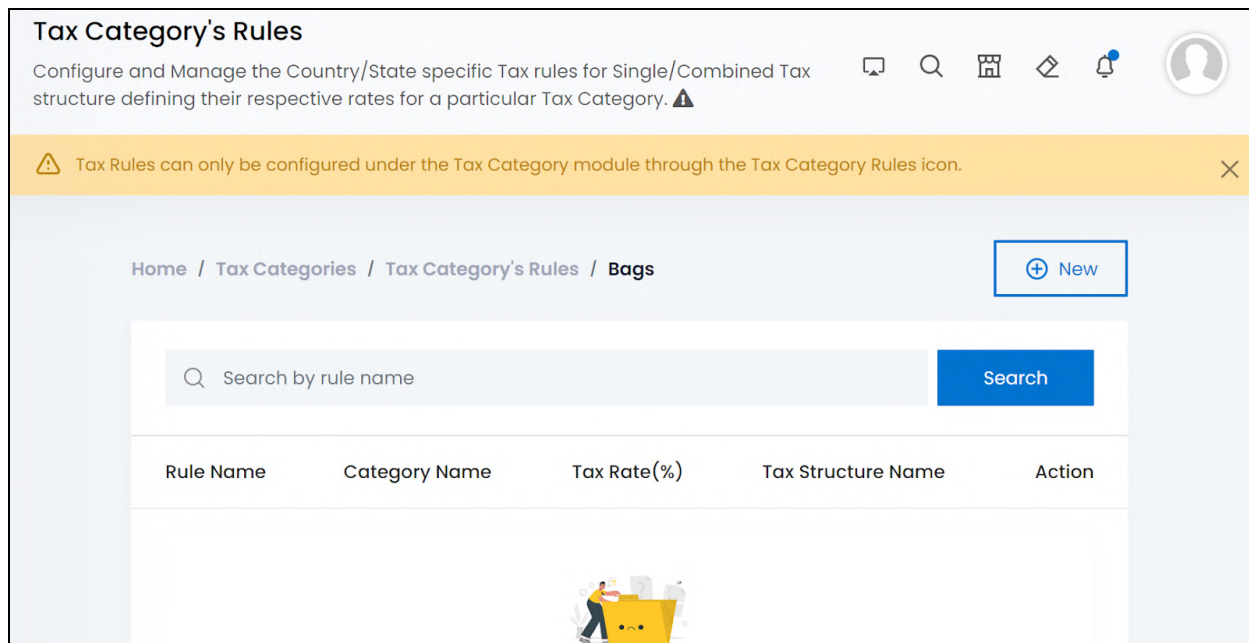 Tax Category's Rules
Configure and Manage the Country/State specific Tax rules for Single/Combined Tax
structure defining their respective rates for a particular Tax Category.
Tax Rules can only be configured under the Tax Category module through the Tax Category Rules icon.
Home / Tax Categories / Tax Category's Rules / Bags
New
Search by rule name
Search
Rule Name Category Name Tax Rate(%) Tax Structure Name Action